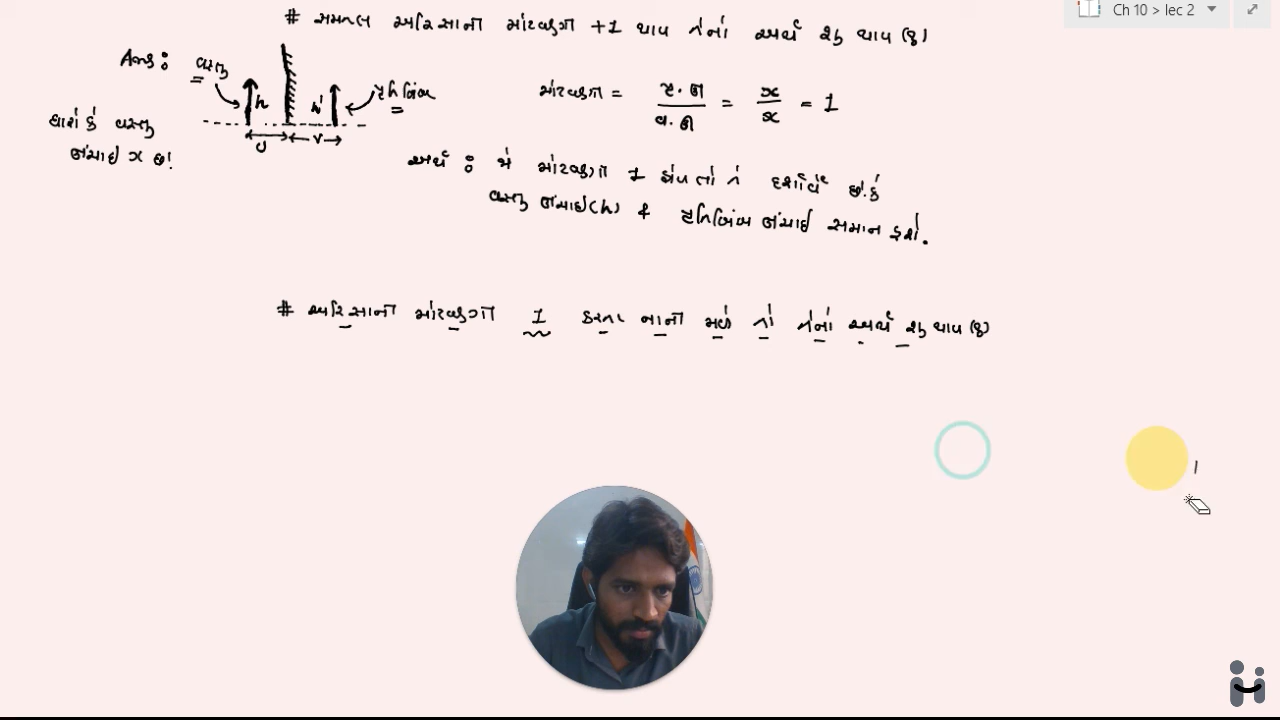 Ch 10 > lec 2
# સમતલ અરિસાની મોટવણી +1 થાય તેનો અર્થ શું થાય (?)
Ans: વસ્તુ
h h' પ્રતિબિંબ
u v
ધારો કે વસ્તુ
ઊંચાઈ x છે!
મોટવણી = પ્ર.ઊ / વ.ઊ = x / x = 1
અર્થ : જો મોટવણી 1 હોય તો તે દર્શાવે છે કે
વસ્તુ ઊંચાઈ(h) & પ્રતિબિંબ ઊંચાઈ સમાન હશે.
# અરિસાની મોટવણી 1 કરતા નાની મળે તો તેનો અર્થ શું થાય (?)